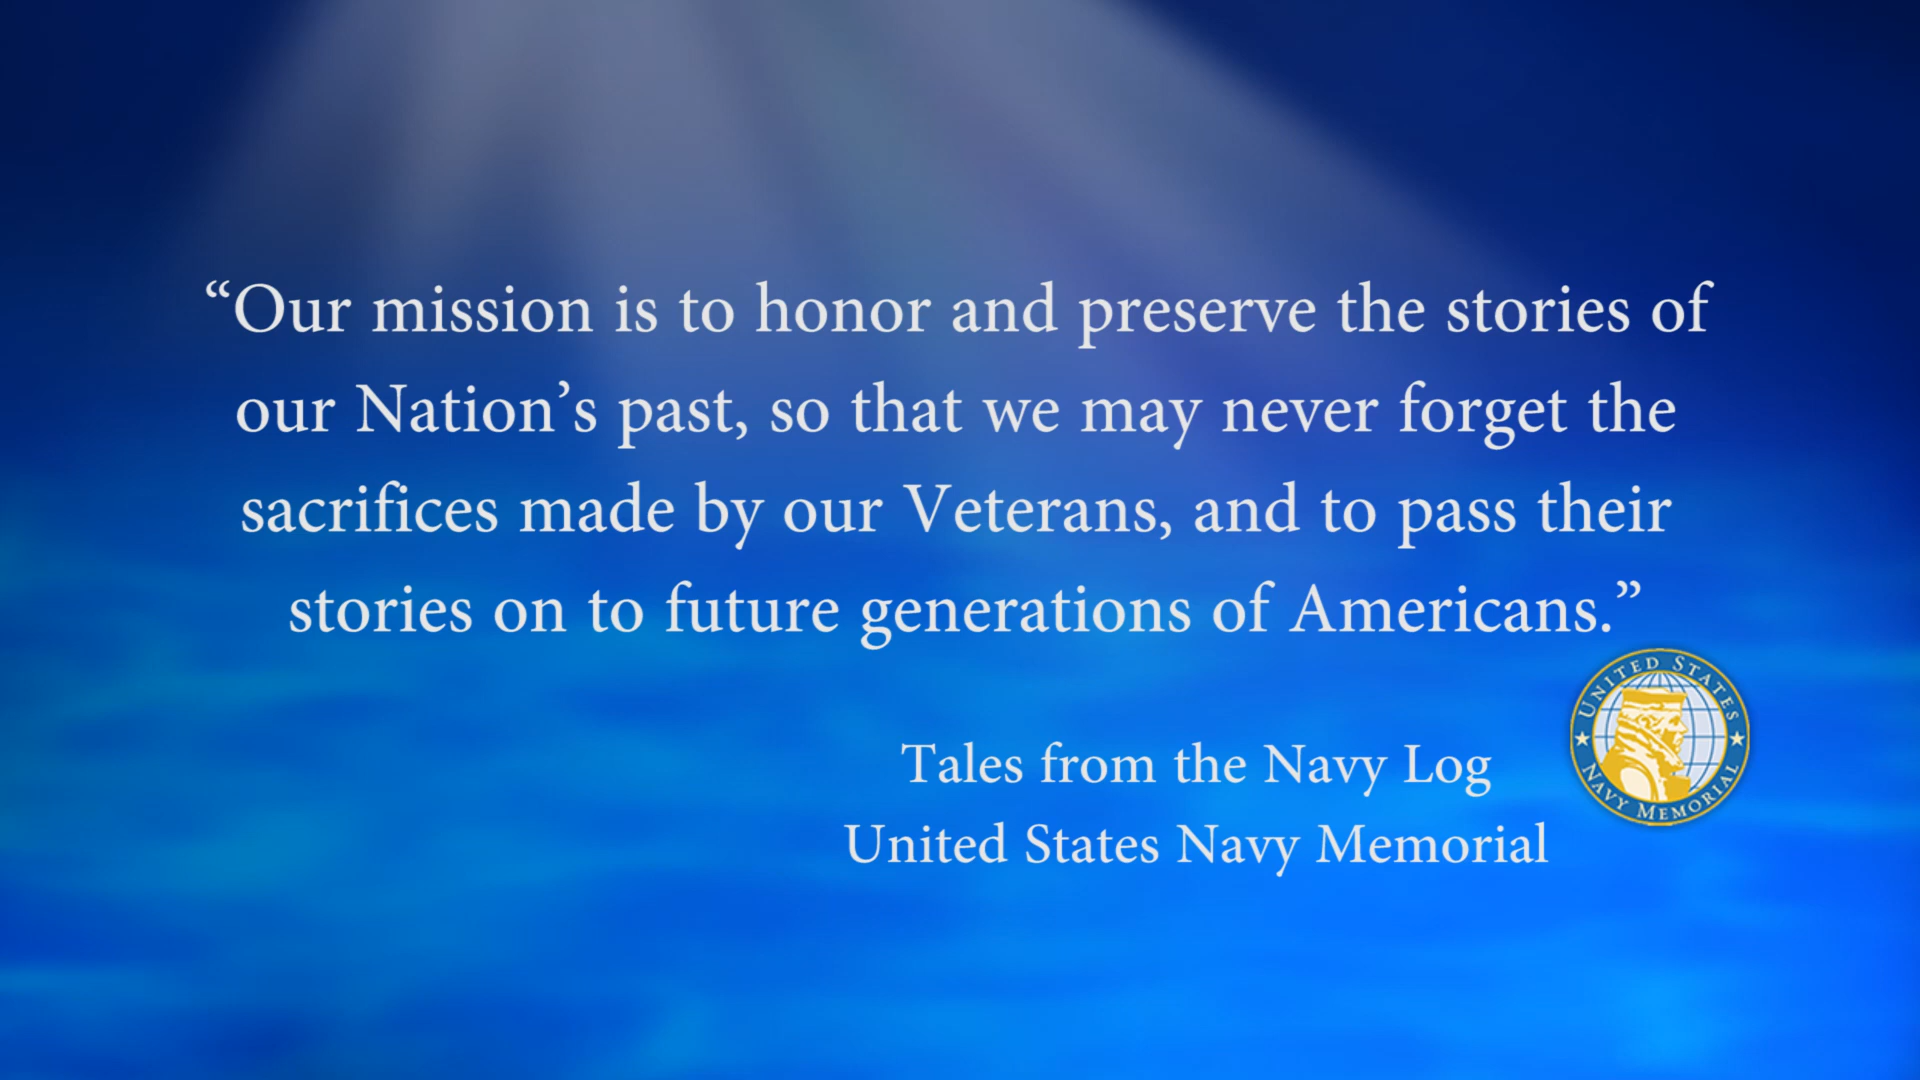 “Our mission is to honor and preserve the stories of
our Nation’s past, so that we may never forget the
sacrifices made by our Veterans, and to pass their
stories on to future generations of Americans.”
UNITED STATES
NAVY MEMORIAL
Tales from the Navy Log
United States Navy Memorial